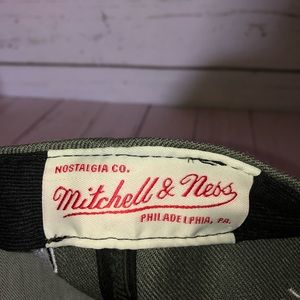 NOSTALGIA CO.
Mitchell & Ness
PHILADELPHIA, PA.